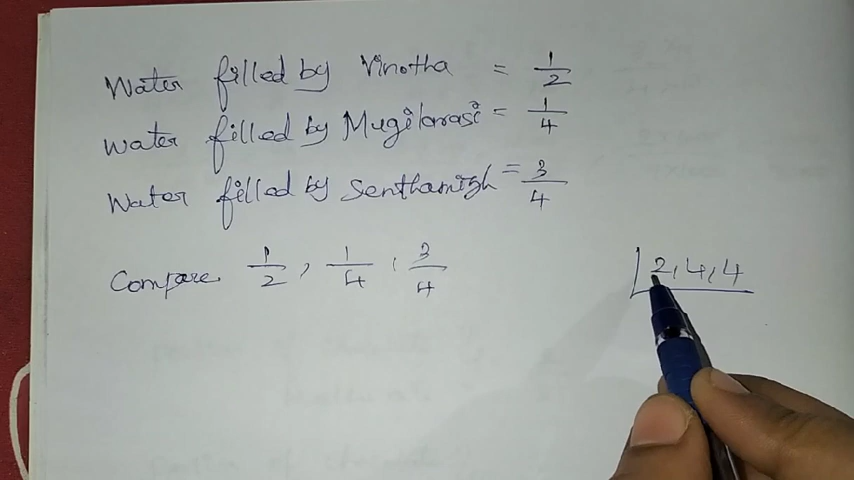 Water filled by Vinotha = 1/2
Water filled by Mugilarasi = 1/4
Water filled by Senthamizh = 3/4
Compare 1/2, 1/4, 3/4
2,4,4